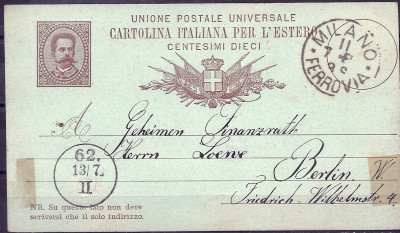 UNIONE POSTALE UNIVERSALE
CARTOLINA ITALIANA PER L'ESTERO
CENTESIMI DIECI
MILANO
11
FERROVIA
A Geheimen Finanzrath
Herrn Loewe
Berlin W
Friedrich-Wilhelmstr. 4.
62.
13/7.
II
NB. Su questo lato non deve
scriversi che il solo indirizzo.